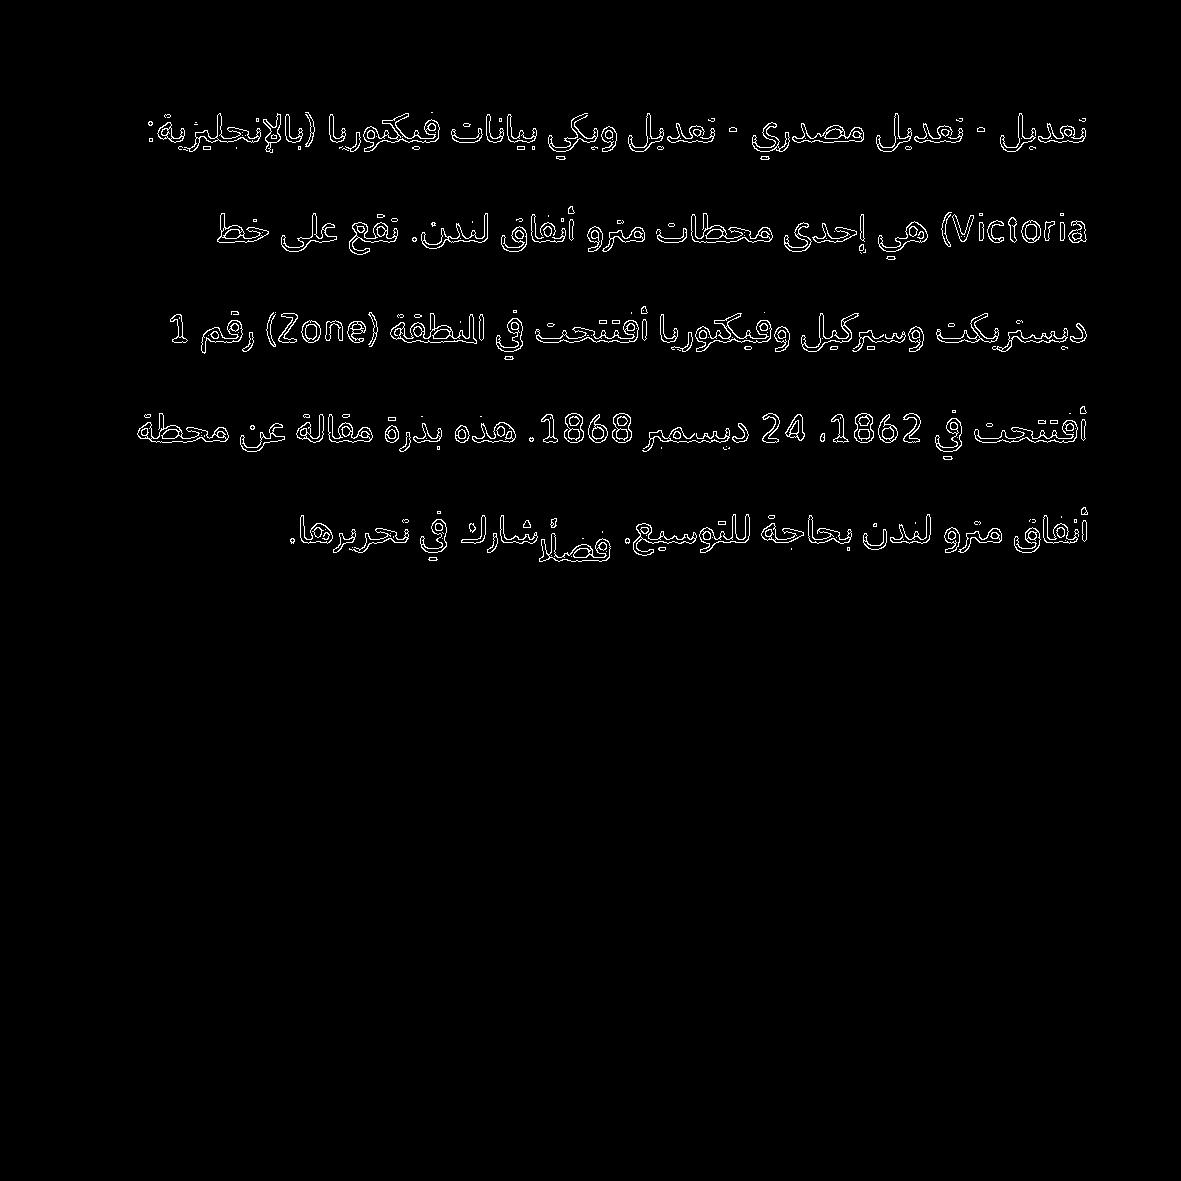 تعديل - تعديل مصدري - تعديل ويكي بيانات فيكتوريا (بالإنجليزية:
Victoria) هي إحدى محطات مترو أنفاق لندن. تقع على خط
ديستريكت وسيركيل وفيكتوريا أفتتحت في المنطقة (Zone) رقم 1
أفتتحت في 1862، 24 ديسمبر 1868. هذه بذرة مقالة عن محطة
أنفاق مترو لندن بحاجة للتوسيع. فضلًا شارك في تحريرها.